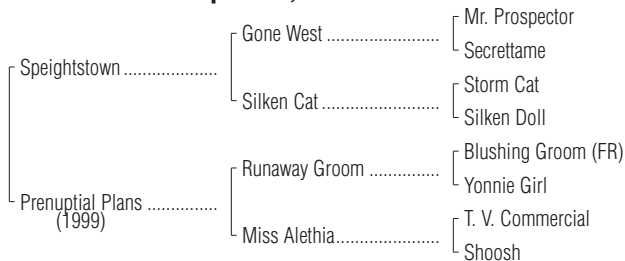 Mr. Prospector
Gone West ........................
Secrettame
Speightstown ....................
Storm Cat
Silken Cat .........................
Silken Doll
Blushing Groom (FR)
Runaway Groom ...............
Yonnie Girl
Prenuptial Plans ...............
(1999)
T. V. Commercial
Miss Alethia......................
Shoosh